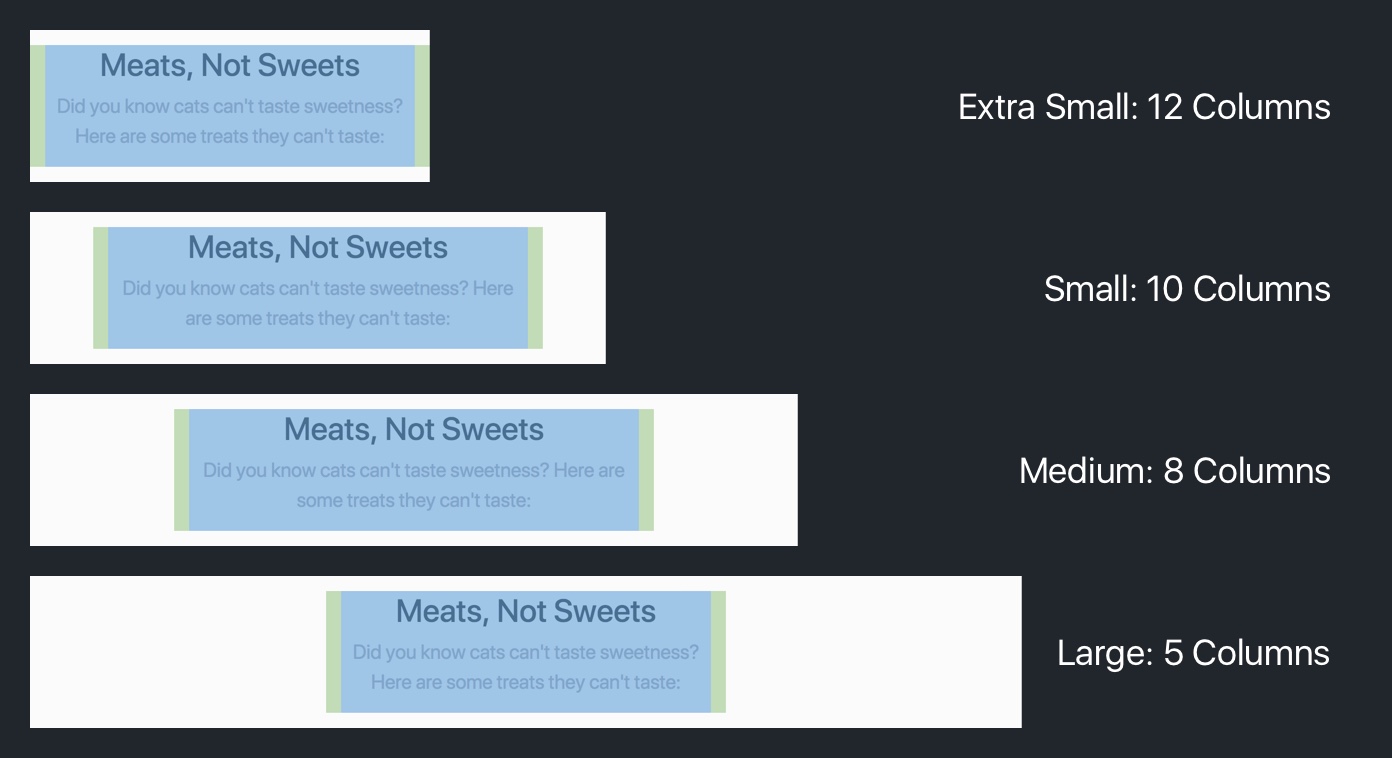 Meats, Not Sweets
Did you know cats can't taste sweetness?
Here are some treats they can't taste:
Extra Small: 12 Columns
Meats, Not Sweets
Did you know cats can't taste sweetness? Here
are some treats they can't taste:
Small: 10 Columns
Meats, Not Sweets
Did you know cats can't taste sweetness? Here are
some treats they can't taste:
Medium: 8 Columns
Meats, Not Sweets
Did you know cats can't taste sweetness?
Here are some treats they can't taste:
Large: 5 Columns